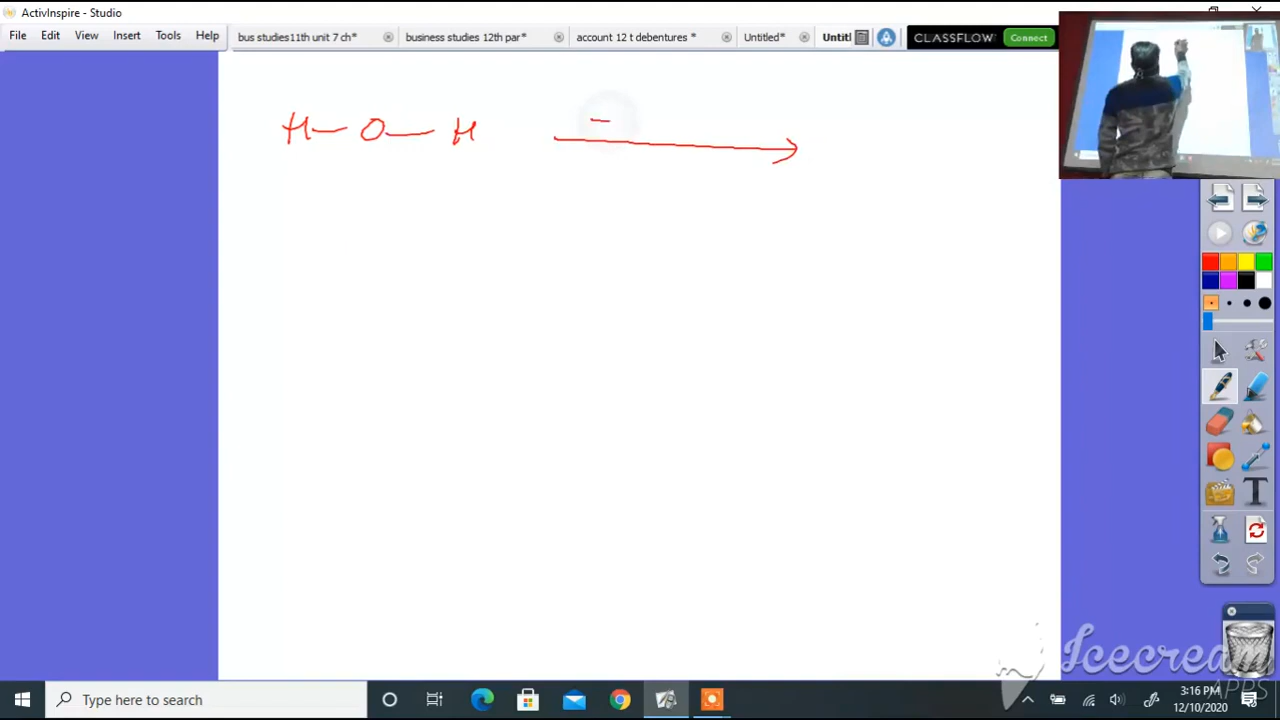 ActivInspire - Studio
File Edit View Insert Tools Help
bus studies11th unit 7 ch* business studies 12th par* account 12 t debentures * Untitled* Untitl CLASSFLOW Connect
H—O—H —
T
Icecream
APPS
Type here to search
3:16 PM
12/10/2020